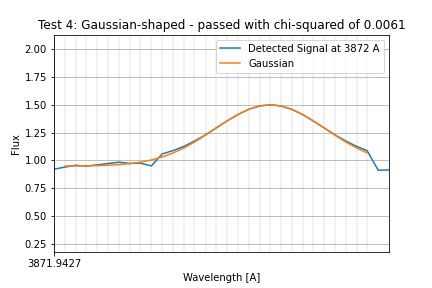 Test 4: Gaussian-shaped - passed with chi-squared of 0.0061
Detected Signal at 3872 A
Gaussian
2.00
1.75
1.50
1.25
1.00
0.75
0.50
0.25
Flux
3871.9427
Wavelength [A]